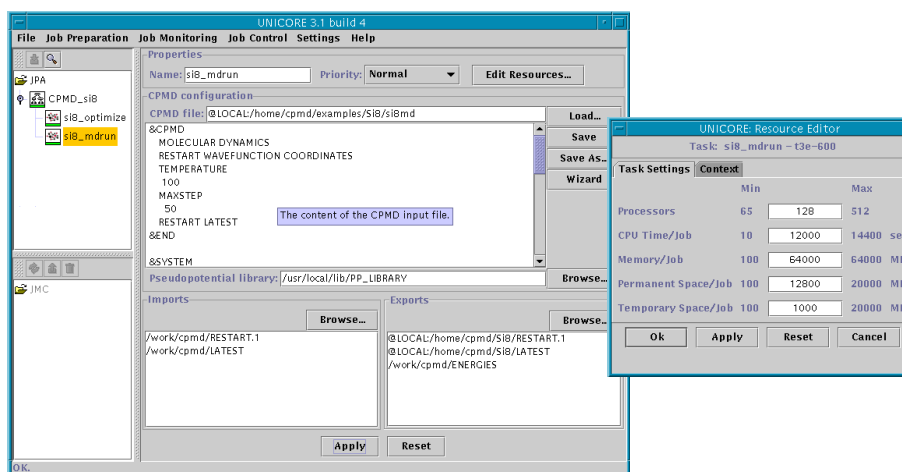 UNICORE 3.1 build 4
File Job Preparation Job Monitoring Job Control Settings Help
JPA
CPMD_si8
si8_optimize
si8_mdrun
JMC
Properties
Name: si8_mdrun Priority: Normal Edit Resources...
CPMD configuration
CPMD file: @LOCAL:/home/cpmd/examples/Si8/si8md Load...
Save
Save As..
Wizard
&CPMD
MOLECULAR DYNAMICS
RESTART WAVEFUNCTION COORDINATES
TEMPERATURE
100
MAXSTEP
50
RESTART LATEST
&END
&SYSTEM
The content of the CPMD input file.
Pseudopotential library: /usr/local/lib/PP_LIBRARY Browse..
Imports
Browse...
/work/cpmd/RESTART.1
/work/cpmd/LATEST
Exports
Browse..
@LOCAL:/home/cpmd/Si8/RESTART.1
@LOCAL:/home/cpmd/Si8/LATEST
/work/cpmd/ENERGIES
Apply Reset
OK.
UNICORE: Resource Editor
Task: si8_mdrun - t3e-600
Task Settings Context
Min Max
Processors 65 128 512
CPU Time/Job 10 12000 14400 se
Memory/Job 100 64000 64000 M
Permanent Space/Job 100 12800 20000 M
Temporary Space/Job 100 1000 20000 M
Ok Apply Reset Cancel